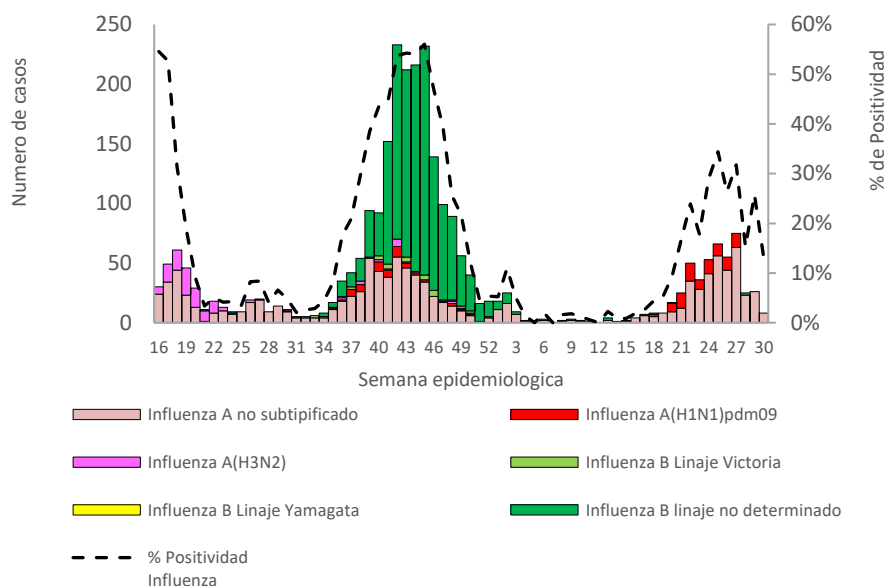 250
200
150
100
50
0
Numero de casos
60%
50%
40%
30%
20%
10%
0%
% de Positividad
16 19 22 25 28 31 34 37 40 43 46 49 52 3 6 9 12 15 18 21 24 27 30
Semana epidemiologica
Influenza A no subtipificado
Influenza A(H1N1)pdm09
Influenza A(H3N2)
Influenza B Linaje Victoria
Influenza B Linaje Yamagata
Influenza B linaje no determinado
% Positividad
Influenza